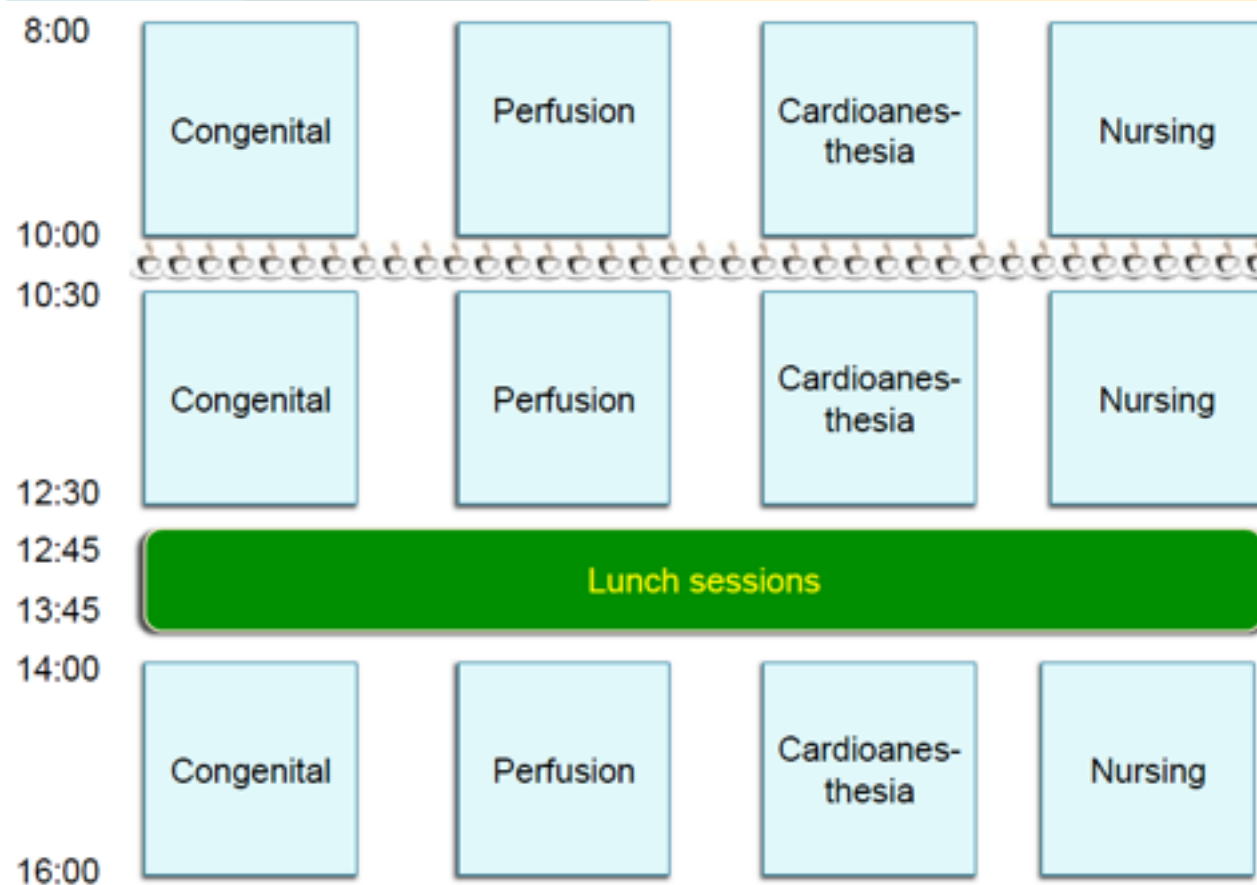 8:00
Congenital
Perfusion
Cardioanes-
thesia
Nursing
10:00
10:30
Congenital
Perfusion
Cardioanes-
thesia
Nursing
12:30
12:45
Lunch sessions
13:45
14:00
Congenital
Perfusion
Cardioanes-
thesia
Nursing
16:00